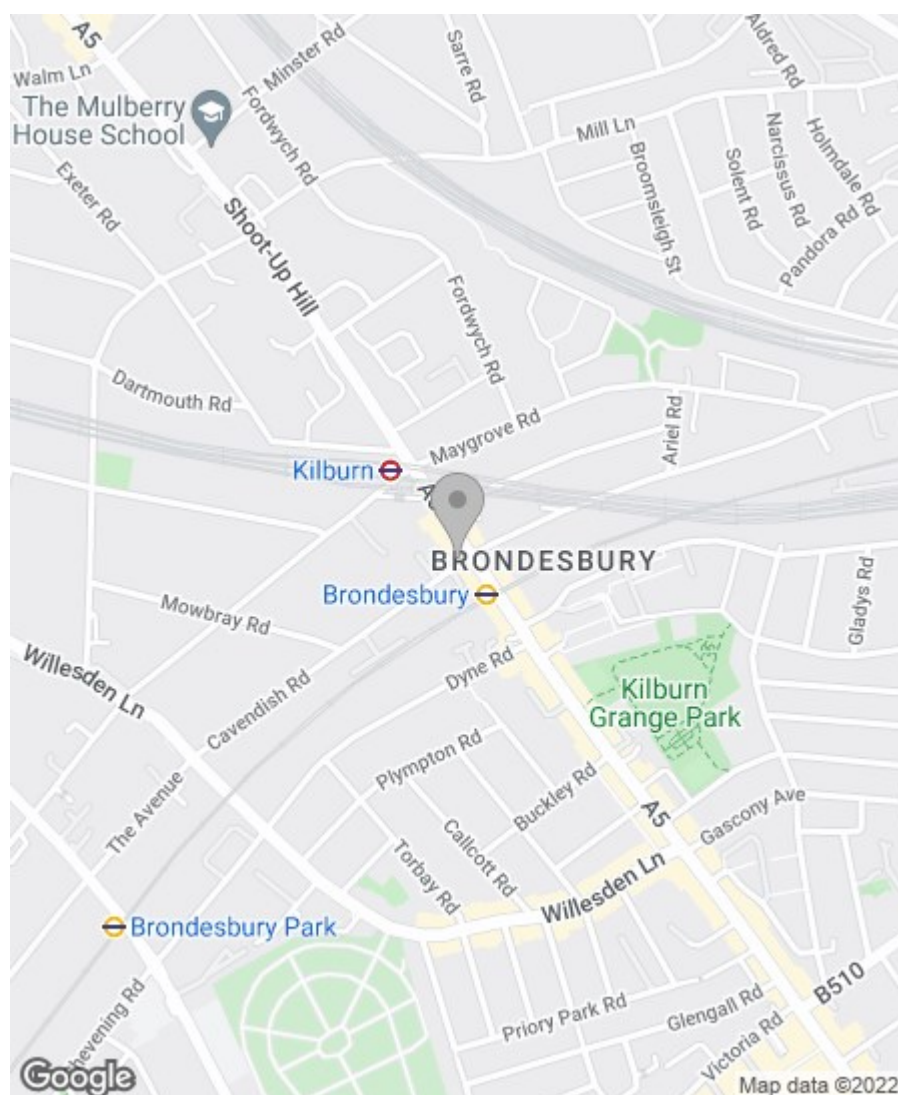 A5
Minster Rd
Sarre Rd
Aldred Rd
Walm Ln
The Mulberry
House School
Fordwych Rd
Mill Ln
Narcissus Rd
Holmdale Rd
Broomsleigh St
Solent Rd
Exeter Rd
Pandora Rd
Shoot-Up Hill
Fordwych Rd
Dartmouth Rd
Maygrove Rd
Ariel Rd
Kilburn
BRONDESBURY
Brondesbury
Mowbray Rd
Gladys Rd
Willesden Ln
Dyne Rd
Cavendish Rd
Kilburn
Grange Park
Plympton Rd
The Avenue
Buckley Rd
A5
Callcott Rd
Gascony Ave
Torbay Rd
Willesden Ln
Brondesbury Park
B510
Priory Park Rd
Glengall Rd
Victoria Rd
Google
Map data ©2022